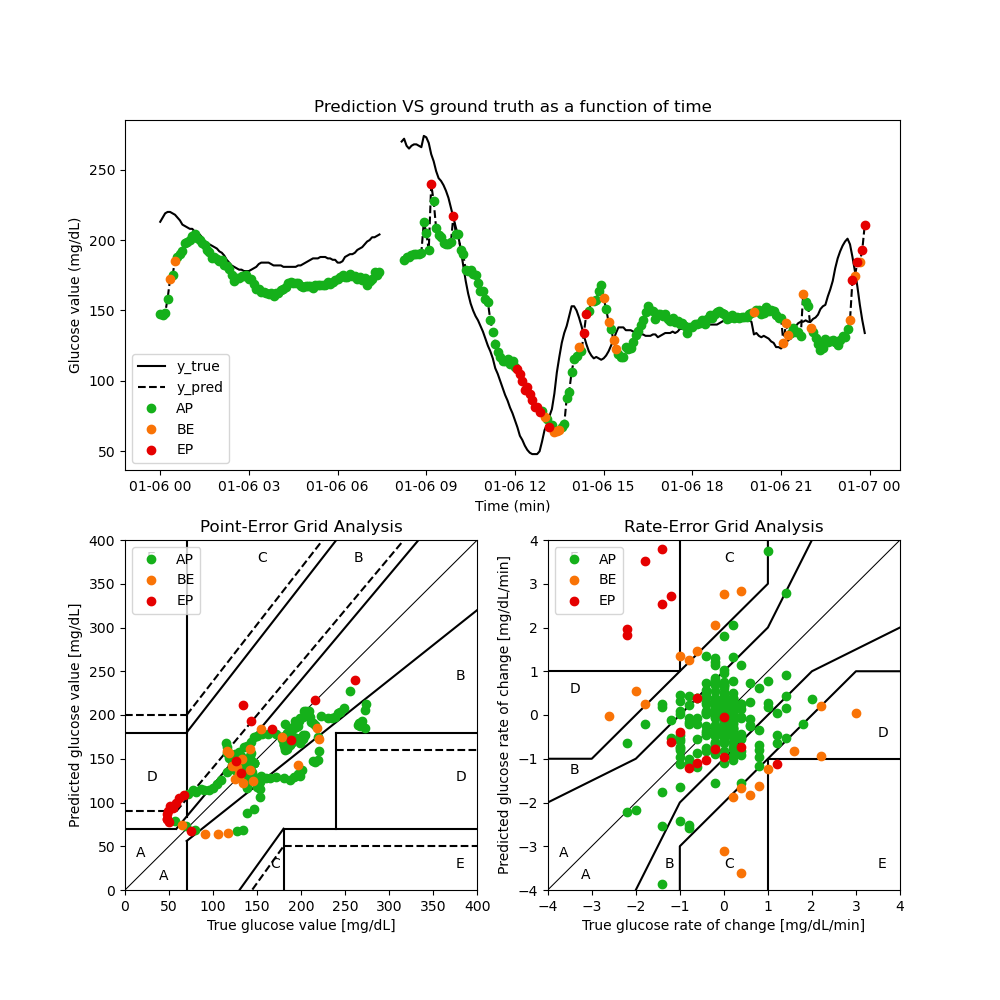 Prediction VS ground truth as a function of time
Glucose value (mg/dL)
250
200
150
100
50
y_true
y_pred
AP
BE
EP
01-06 00 01-06 03 01-06 06 01-06 09 01-06 12 01-06 15 01-06 18 01-06 21 01-07 00
Time (min)
Point-Error Grid Analysis
Predicted glucose value [mg/dL]
400
350
300
250
200
150
100
50
0
AP
BE
EP
C
B
B
D
D
A
A
C
E
0 50 100 150 200 250 300 350 400
True glucose value [mg/dL]
Rate-Error Grid Analysis
Predicted glucose rate of change [mg/dL/min]
4
3
2
1
0
−1
−2
−3
−4
AP
BE
EP
C
D
D
B
A
A
B
C
E
−4 −3 −2 −1 0 1 2 3 4
True glucose rate of change [mg/dL/min]